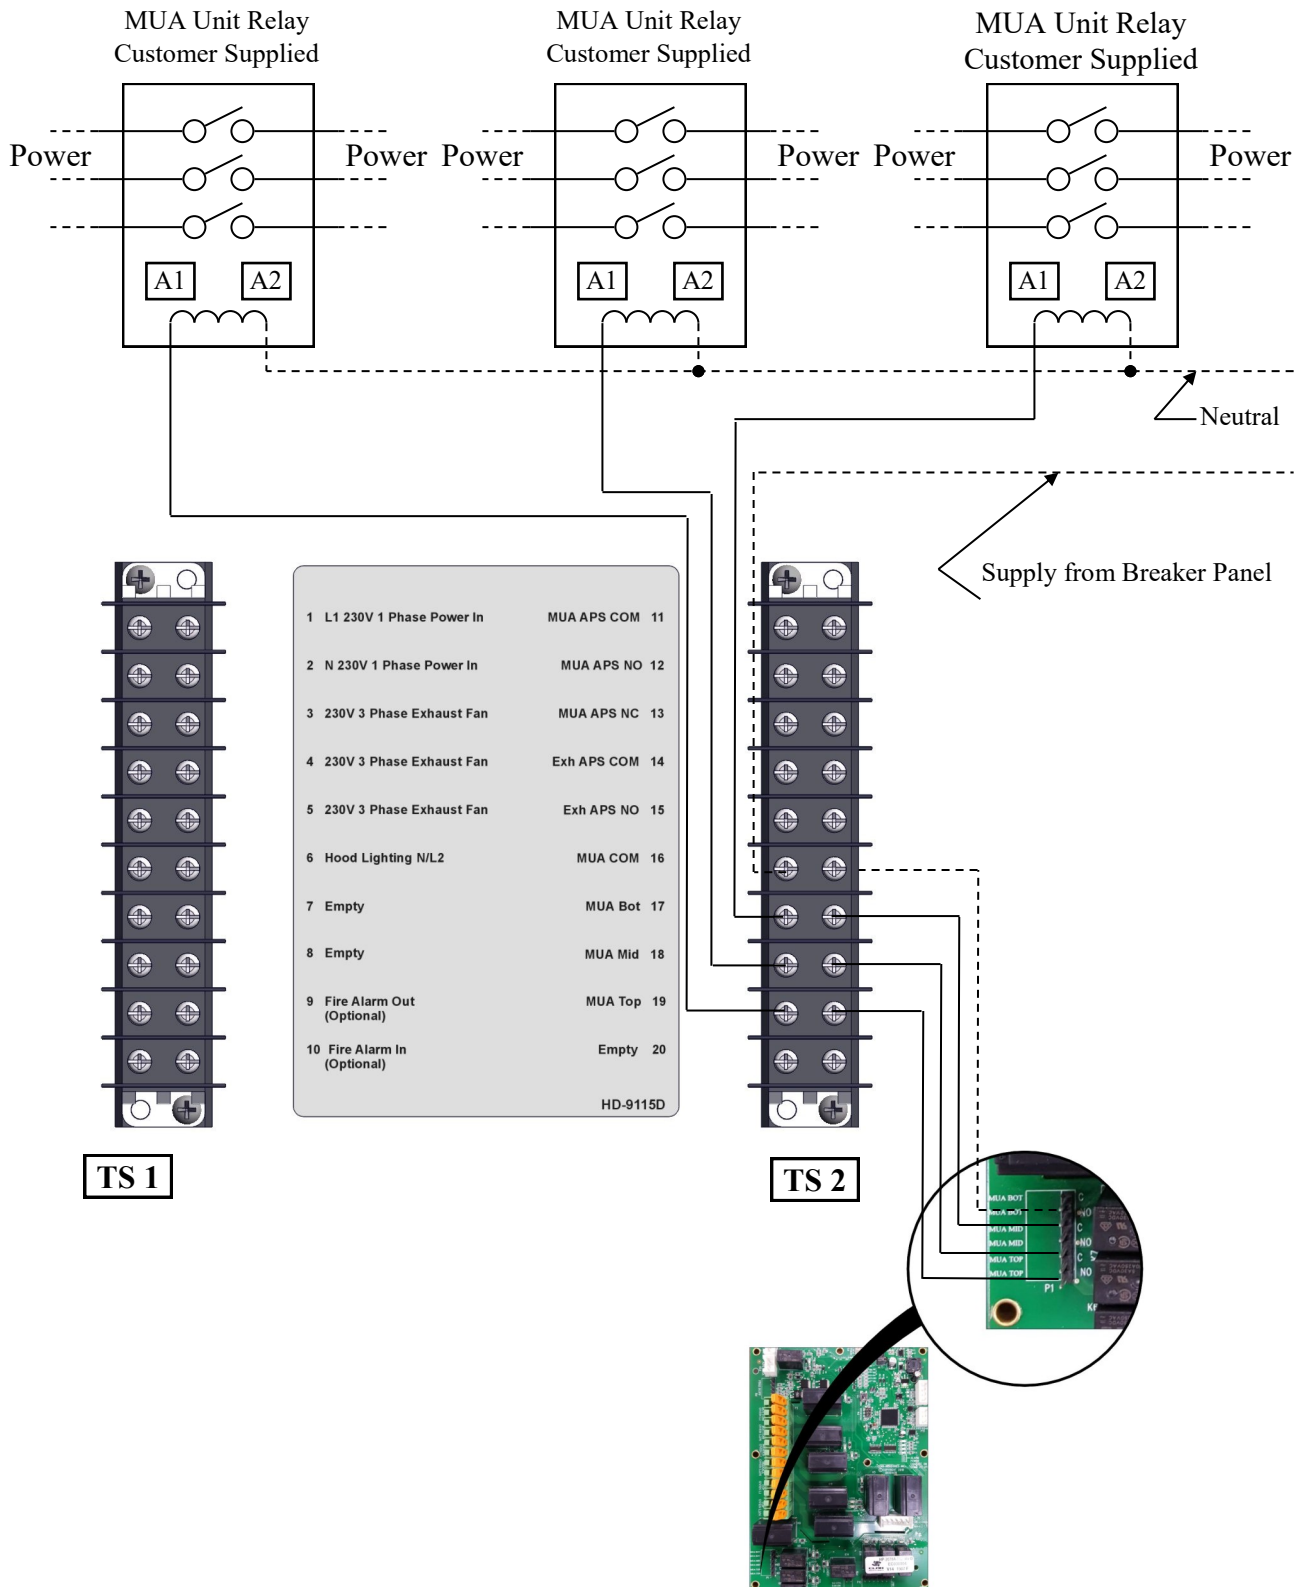 MUA Unit Relay
Customer Supplied
MUA Unit Relay
Customer Supplied
MUA Unit Relay
Customer Supplied
Power
Power
Power
Power
Power
Power
A1
A2
A1
A2
A1
A2
Neutral
Supply from Breaker Panel
1 L1 230V 1 Phase Power In
MUA APS COM 11
2 N 230V 1 Phase Power In
MUA APS NO 12
3 230V 3 Phase Exhaust Fan
MUA APS NC 13
4 230V 3 Phase Exhaust Fan
Exh APS COM 14
5 230V 3 Phase Exhaust Fan
Exh APS NO 15
6 Hood Lighting N/L2
MUA COM 16
7 Empty
MUA Bot 17
8 Empty
MUA Mid 18
9 Fire Alarm Out
(Optional)
MUA Top 19
10 Fire Alarm In
(Optional)
Empty 20
HD-9115D
TS 1
TS 2
MUA BOT
C
MUA BOT
NO
MUA MID
C
MUA MID
NO
MUA TOP
C
MUA TOP
NO
P1